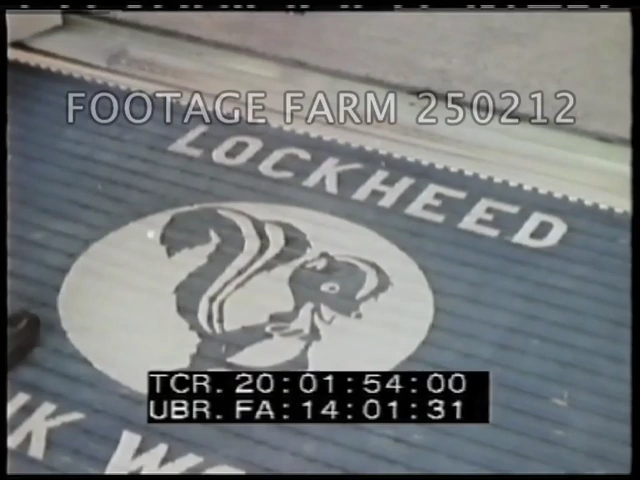 FOOTAGE FARM 250212
LOCKHEED
TCR. 20:01:54:00
UBR. FA:14:01:31